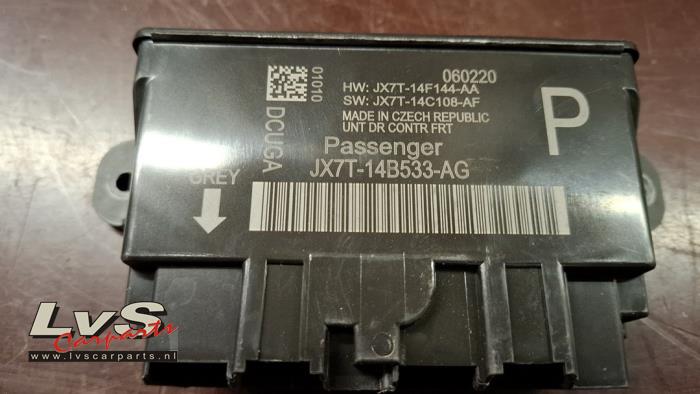 060220
HW: JX7T-14F144-AA
SW: JX7T-14C108-AF
MADE IN CZECH REPUBLIC
UNT DR CONTR FRT
P
01010
DCUGA
Passenger
JX7T-14B533-AG
GREY
LvS
Carparts
www.lvscarparts.nl